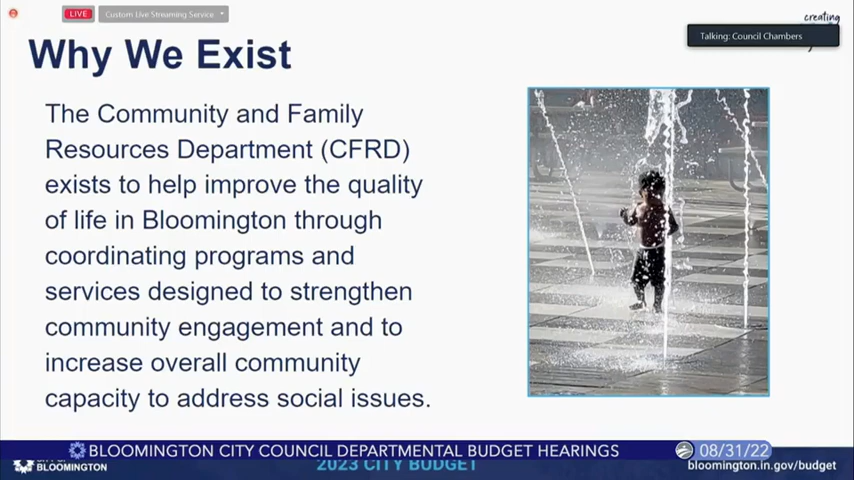 LIVE
Custom Live Streaming Service
creating
Talking: Council Chambers
Why We Exist
The Community and Family
Resources Department (CFRD)
exists to help improve the quality
of life in Bloomington through
coordinating programs and
services designed to strengthen
community engagement and to
increase overall community
capacity to address social issues.
BLOOMINGTON CITY COUNCIL DEPARTMENTAL BUDGET HEARINGS
08/31/22
BLOOMINGTON
2023 CITY BUDGET
bloomington.in.gov/budget